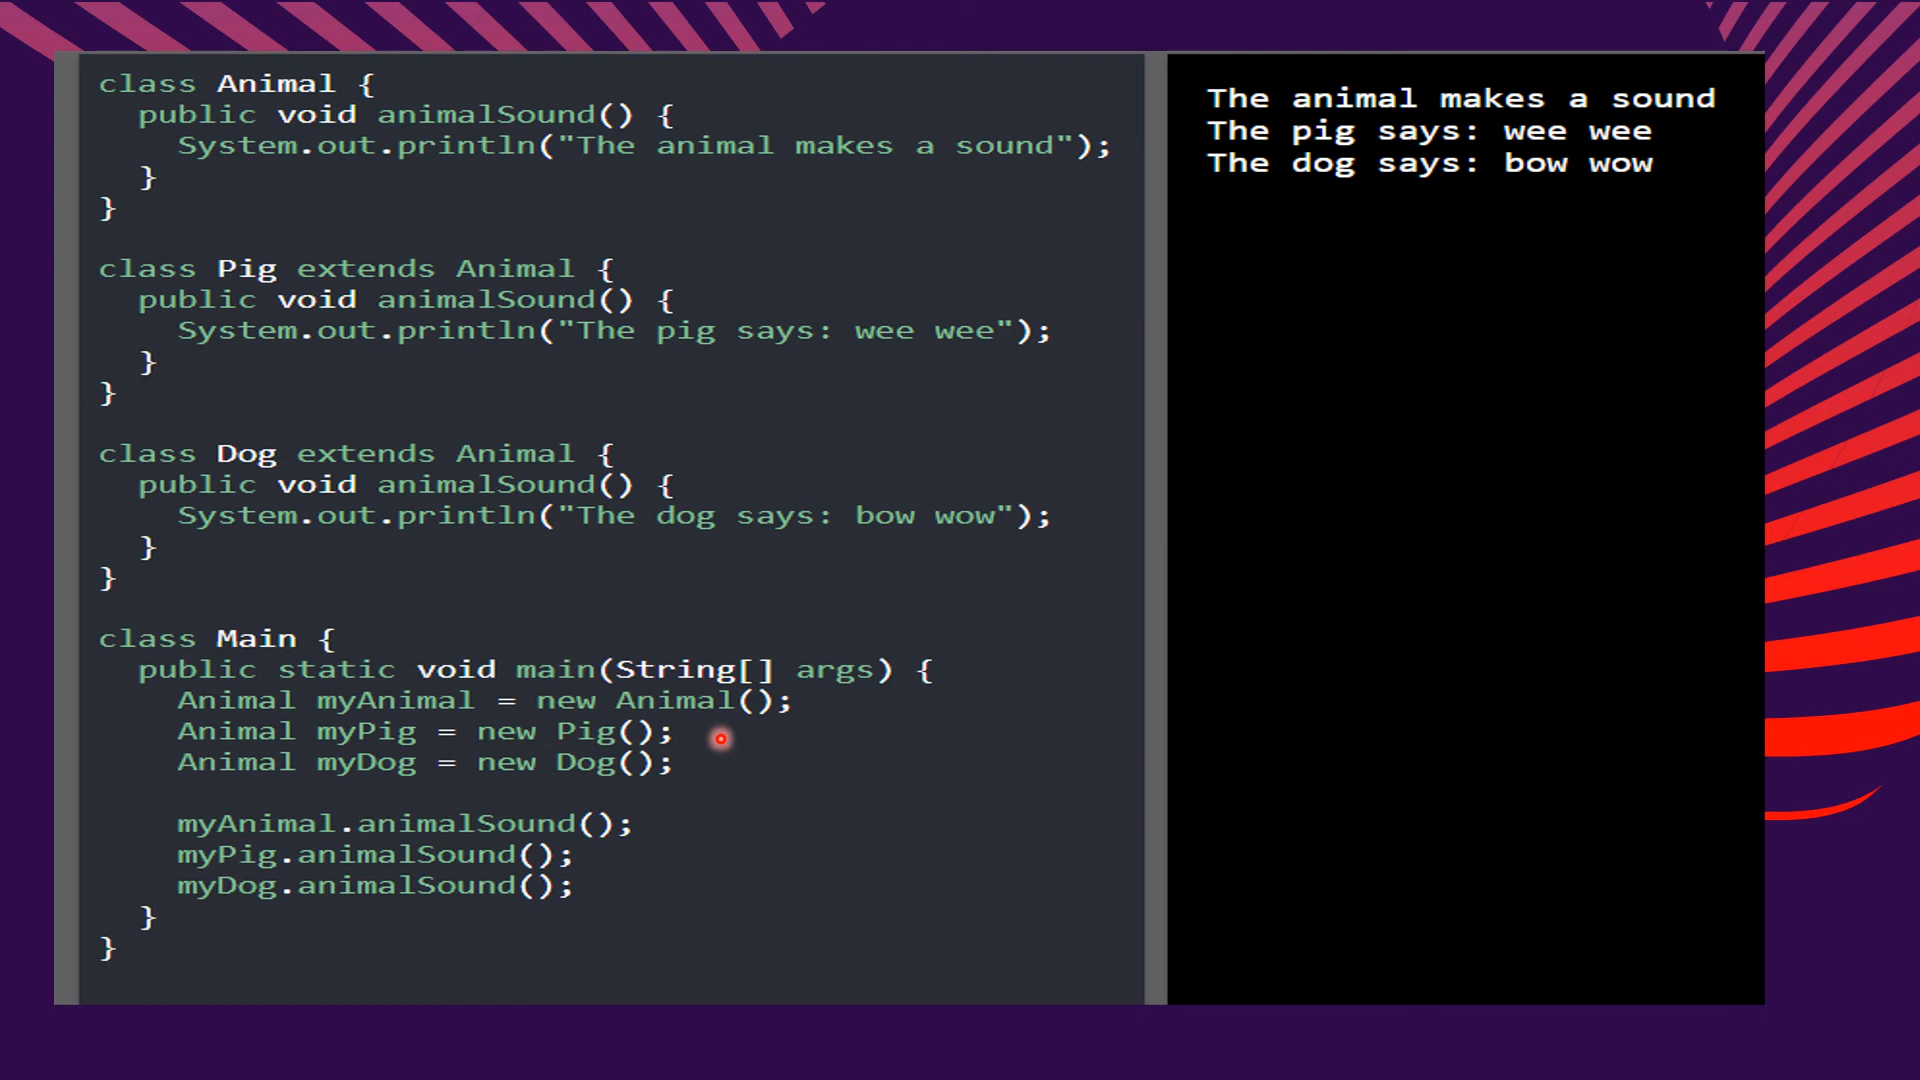 class Animal {
  public void animalSound() {
    System.out.println("The animal makes a sound");
  }
}

class Pig extends Animal {
  public void animalSound() {
    System.out.println("The pig says: wee wee");
  }
}

class Dog extends Animal {
  public void animalSound() {
    System.out.println("The dog says: bow wow");
  }
}

class Main {
  public static void main(String[] args) {
    Animal myAnimal = new Animal();
    Animal myPig = new Pig();
    Animal myDog = new Dog();

    myAnimal.animalSound();
    myPig.animalSound();
    myDog.animalSound();
  }
}

The animal makes a sound
The pig says: wee wee
The dog says: bow wow